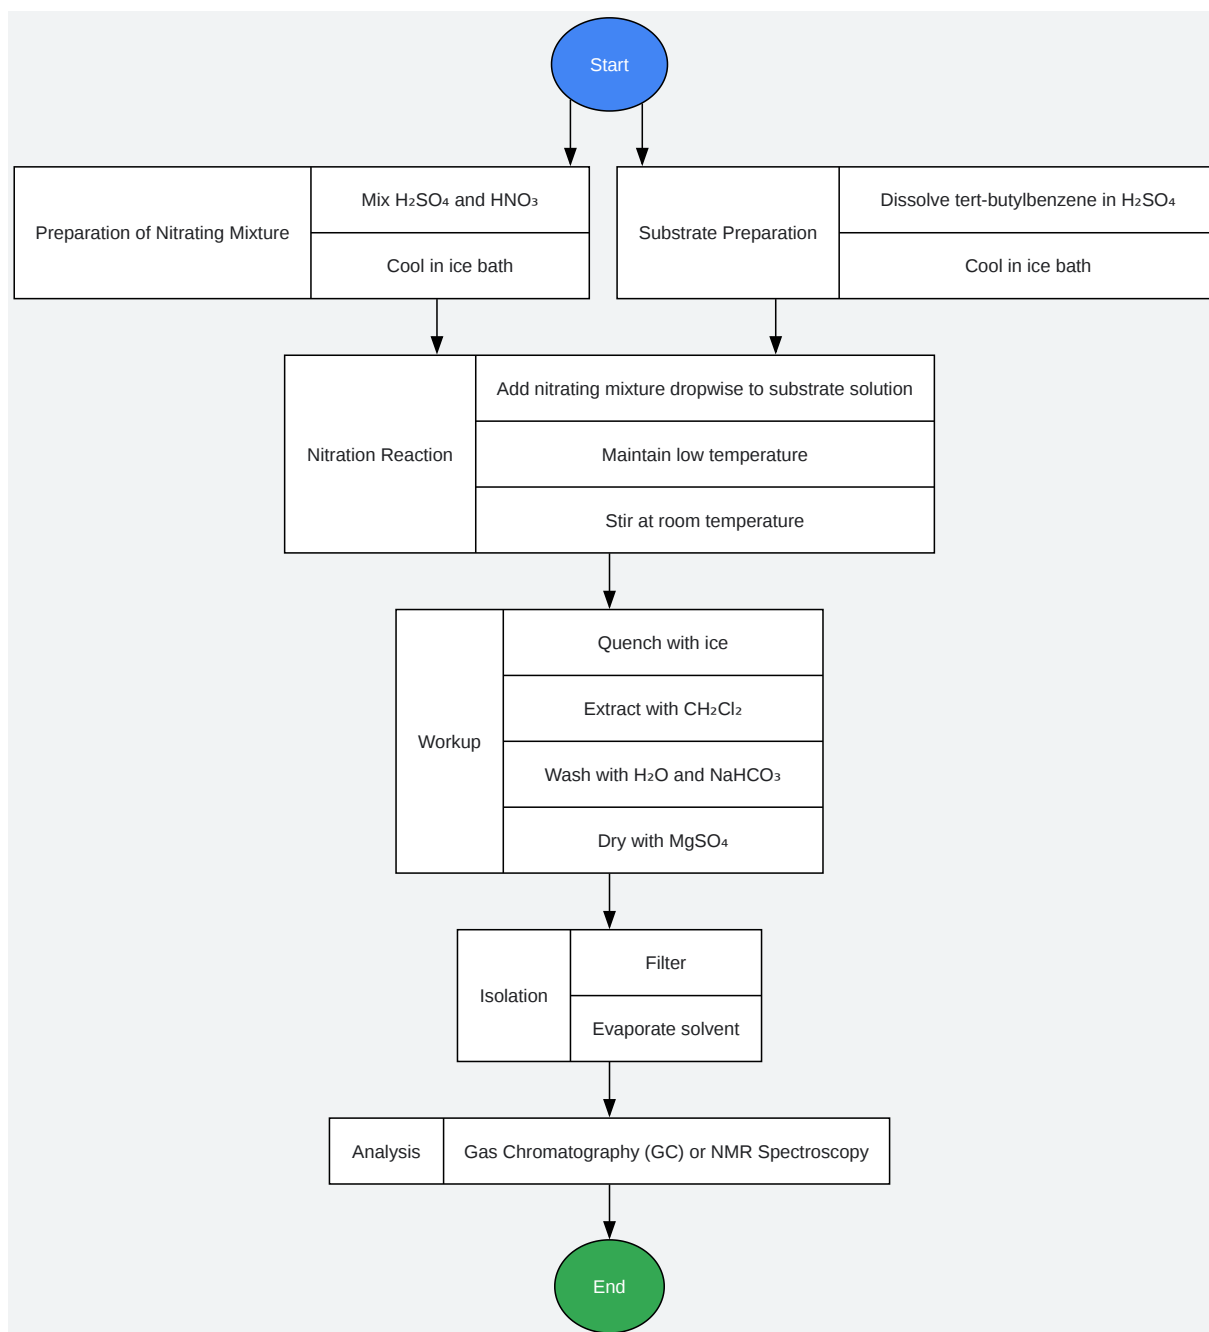 Start
Preparation of Nitrating Mixture
Mix H₂SO₄ and HNO₃
Cool in ice bath
Substrate Preparation
Dissolve tert-butylbenzene in H₂SO₄
Cool in ice bath
Nitration Reaction
Add nitrating mixture dropwise to substrate solution
Maintain low temperature
Stir at room temperature
Workup
Quench with ice
Extract with CH₂Cl₂
Wash with H₂O and NaHCO₃
Dry with MgSO₄
Isolation
Filter
Evaporate solvent
Analysis
Gas Chromatography (GC) or NMR Spectroscopy
End